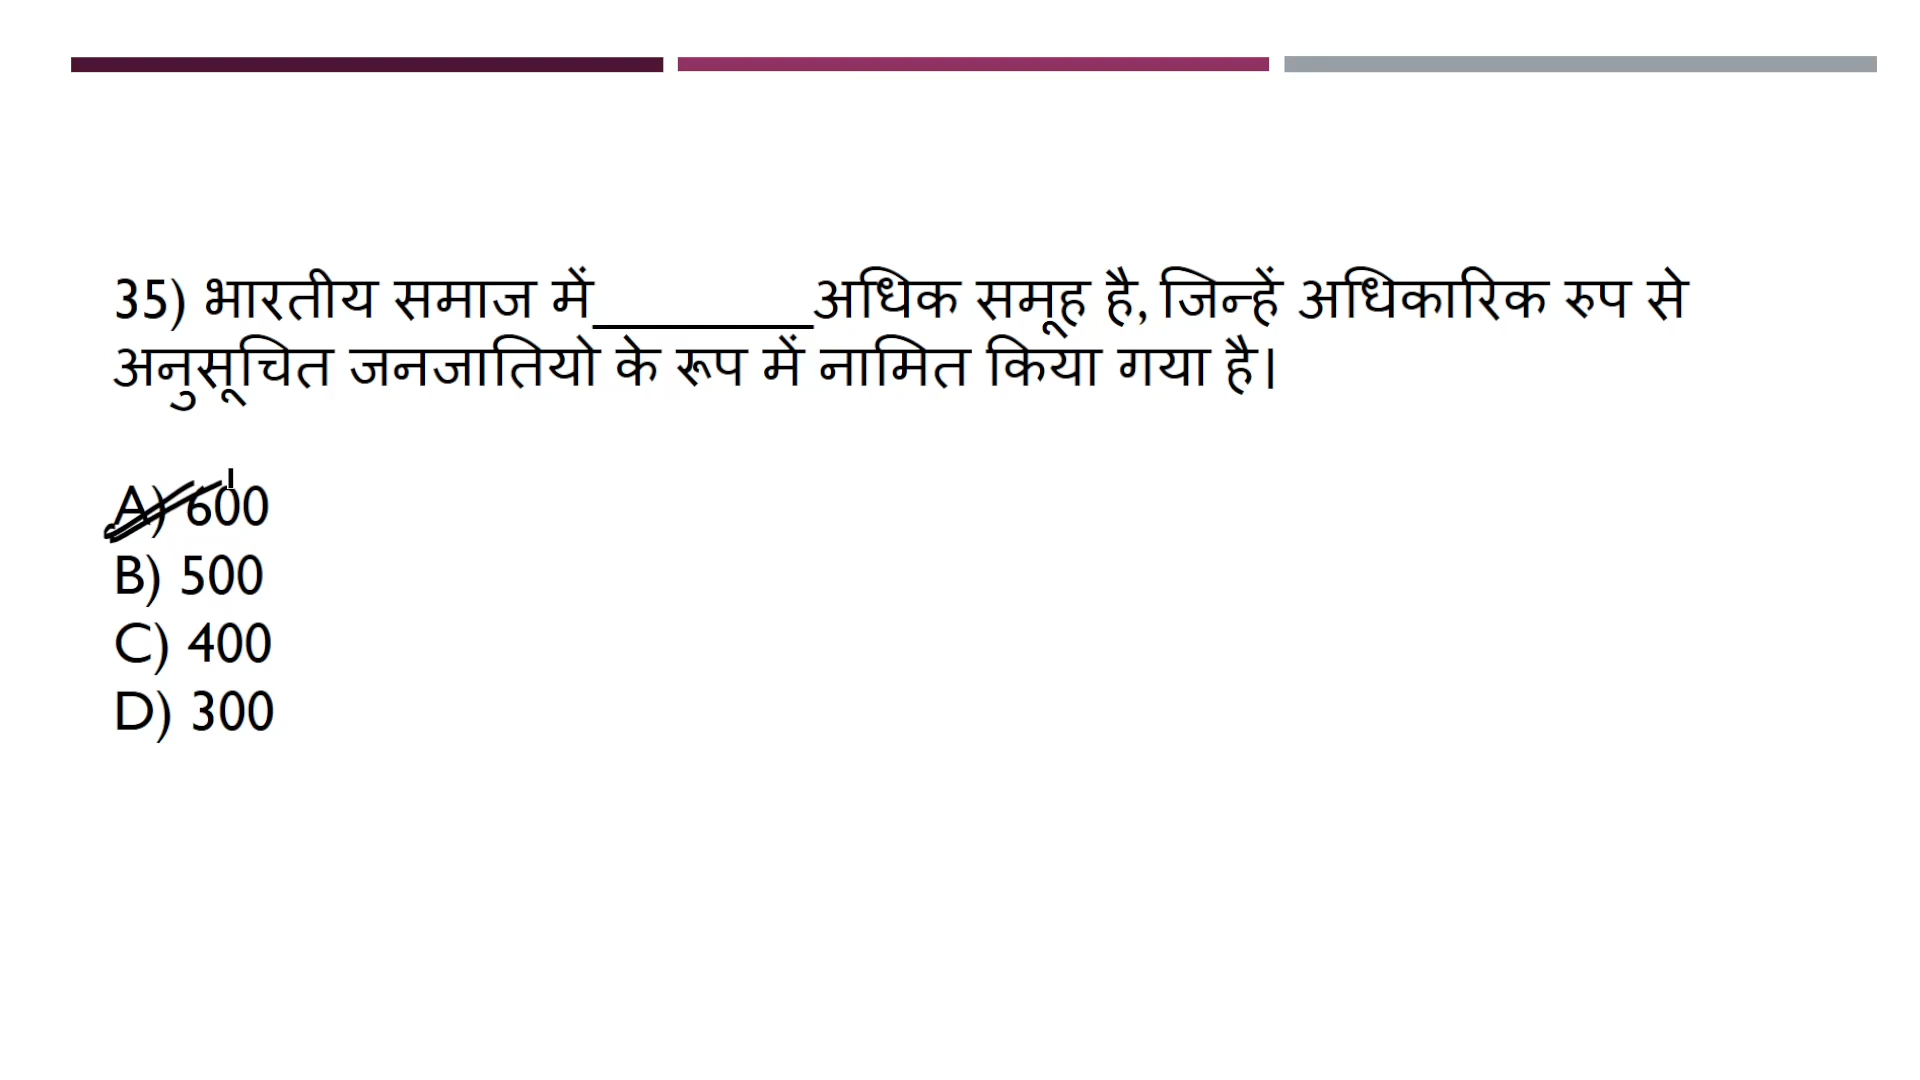 35) भारतीय समाज में________अधिक समूह है, जिन्हें अधिकारिक रुप से
अनुसूचित जनजातियो के रूप में नामित किया गया है।
A) 600
B) 500
C) 400
D) 300